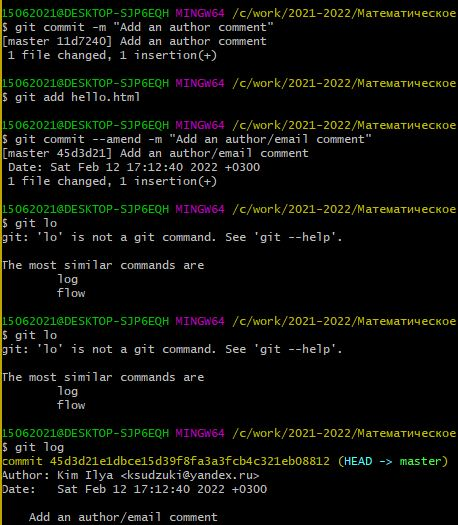 15062021@DESKTOP-SJP6EQH MINGW64 /c/work/2021-2022/Математическое
$ git commit -m "Add an author comment"
[master 11d7240] Add an author comment
 1 file changed, 1 insertion(+)

15062021@DESKTOP-SJP6EQH MINGW64 /c/work/2021-2022/Математическое
$ git add hello.html

15062021@DESKTOP-SJP6EQH MINGW64 /c/work/2021-2022/Математическое
$ git commit --amend -m "Add an author/email comment"
[master 45d3d21] Add an author/email comment
 Date: Sat Feb 12 17:12:40 2022 +0300
 1 file changed, 1 insertion(+)

15062021@DESKTOP-SJP6EQH MINGW64 /c/work/2021-2022/Математическое
$ git lo
git: 'lo' is not a git command. See 'git --help'.

The most similar commands are
        log
        flow

15062021@DESKTOP-SJP6EQH MINGW64 /c/work/2021-2022/Математическое
$ git lo
git: 'lo' is not a git command. See 'git --help'.

The most similar commands are
        log
        flow

15062021@DESKTOP-SJP6EQH MINGW64 /c/work/2021-2022/Математическое
$ git log
commit 45d3d21e1dbce15d39f8fa3a3fcb4c321eb08812 (HEAD -> master)
Author: Kim Ilya <ksudzuki@yandex.ru>
Date:   Sat Feb 12 17:12:40 2022 +0300

    Add an author/email comment